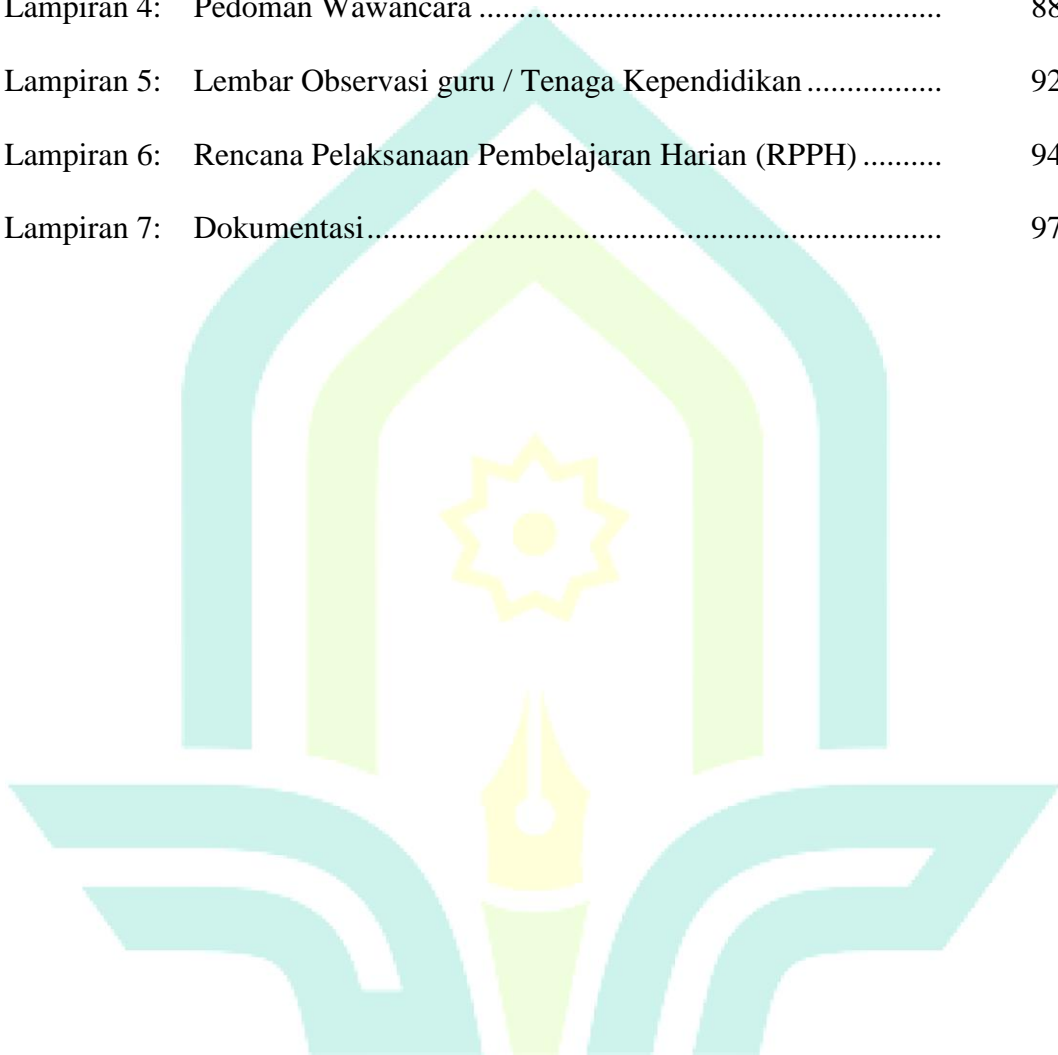 Lampiran 4: Pedoman Wawancara ........................................................ 88
Lampiran 5: Lembar Observasi guru / Tenaga Kependidikan ................. 92
Lampiran 6: Rencana Pelaksanaan Pembelajaran Harian (RPPH) .......... 94
Lampiran 7: Dokumentasi...................................................................... 97